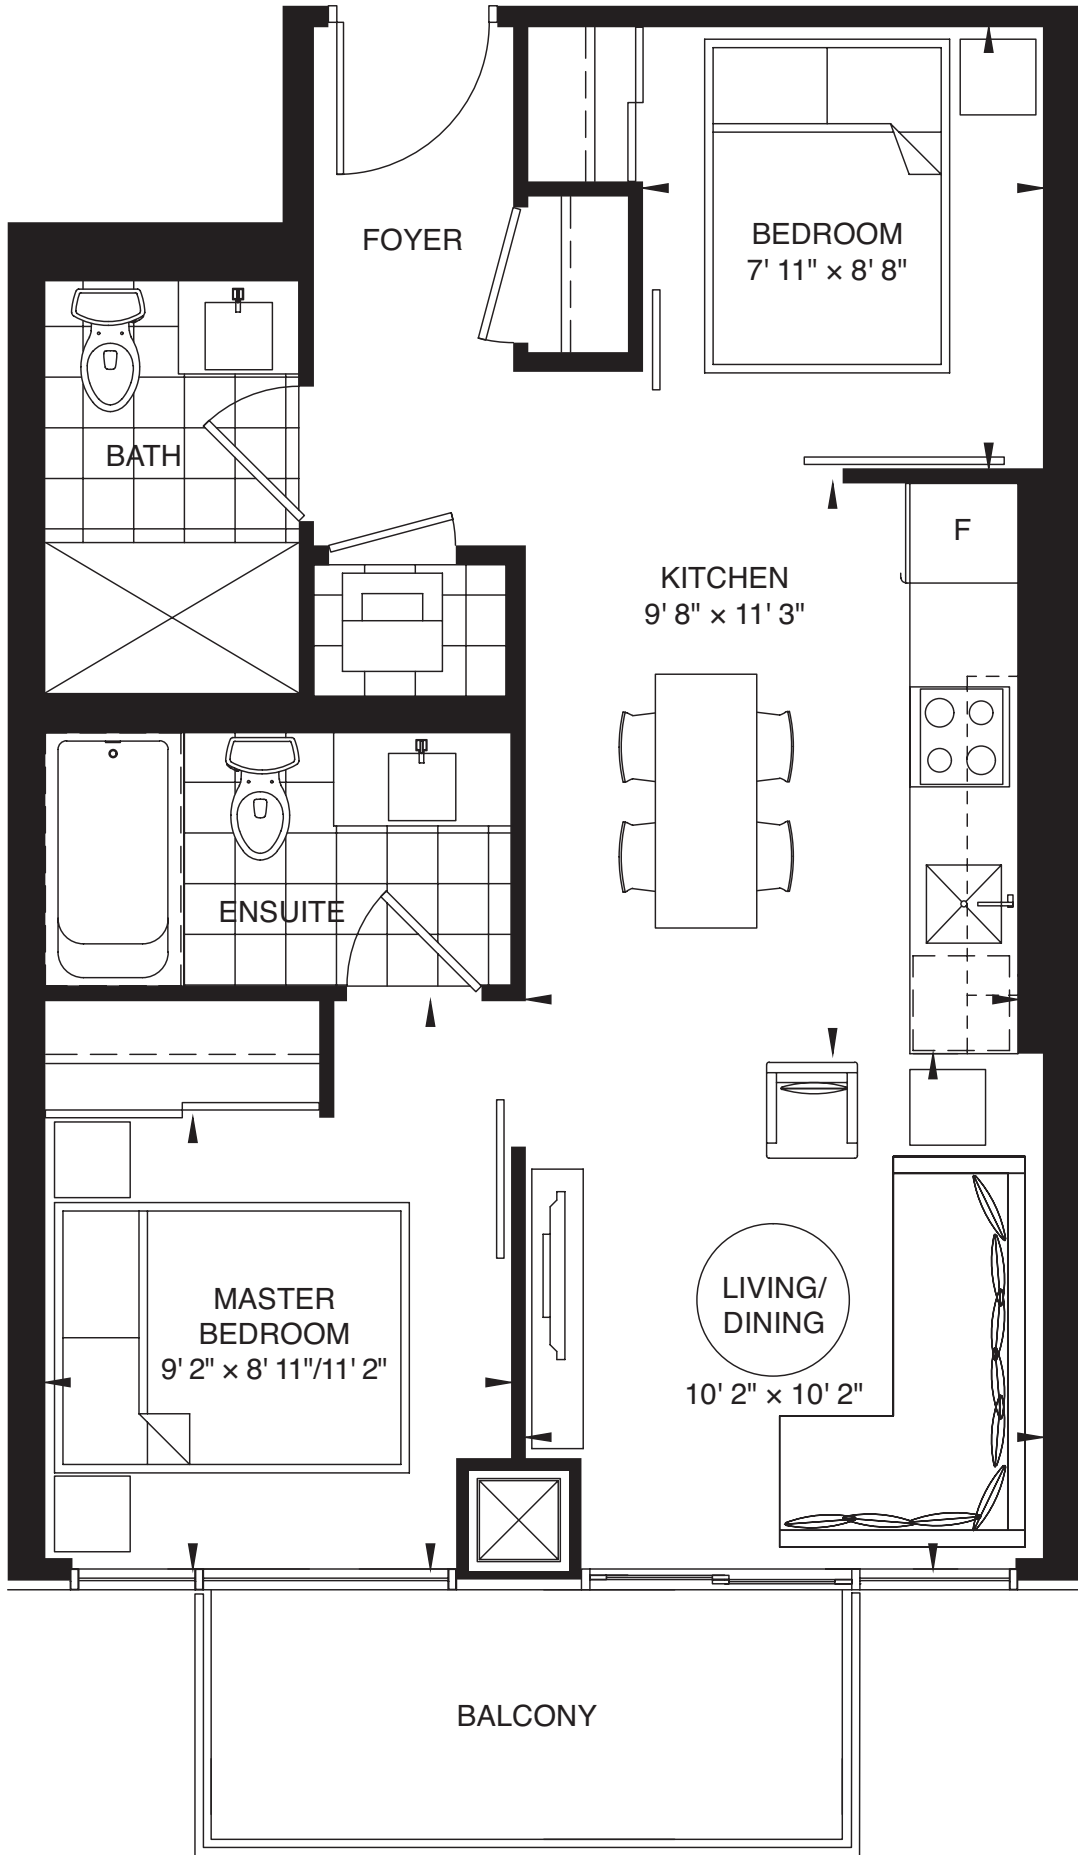 FOYER
BEDROOM
7' 11" × 8' 8"
BATH
F
KITCHEN
9' 8" × 11' 3"
ENSUITE
MASTER
BEDROOM
9' 2" × 8' 11"/11' 2"
LIVING/
DINING
10' 2" × 10' 2"
BALCONY